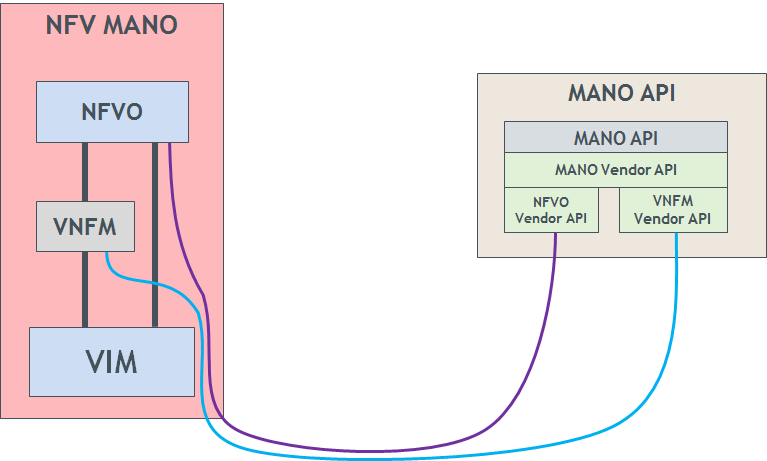 NFV MANO
NFVO
VNFM
VIM
MANO API
MANO API
MANO Vendor API
NFVO
Vendor API
VNFM
Vendor API